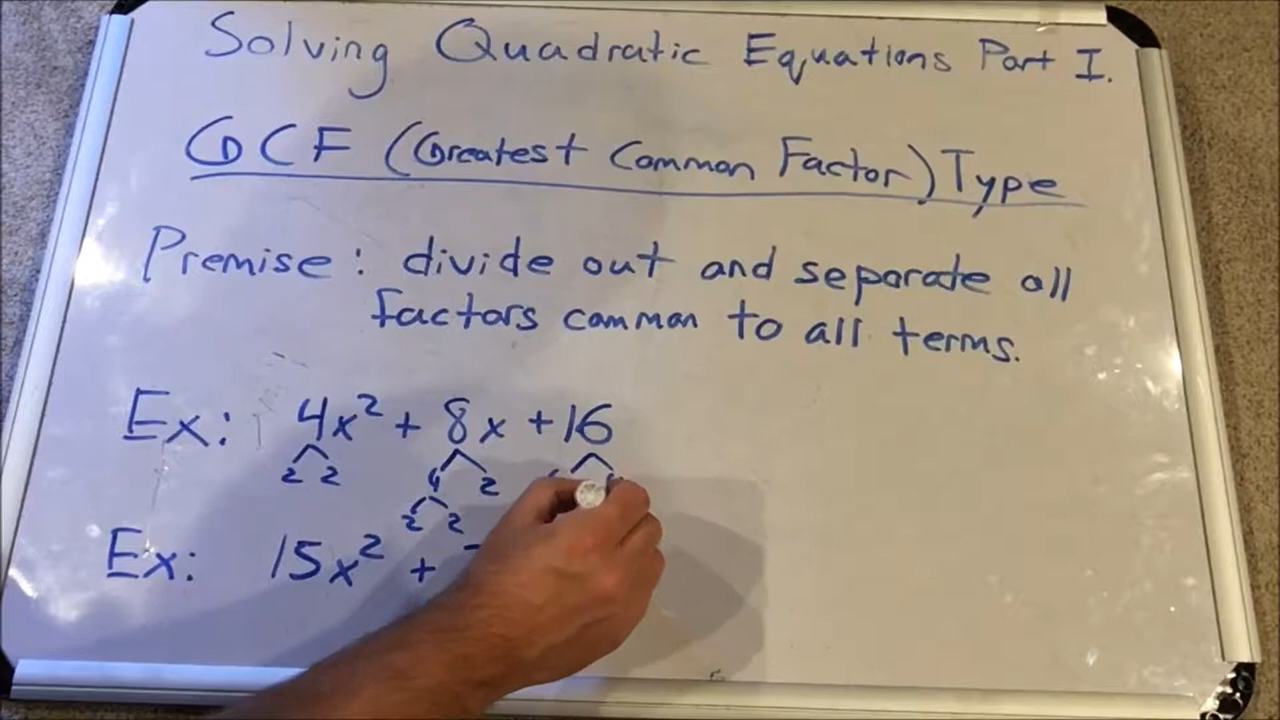 Solving Quadratic Equations Part I.
GCF (Greatest Common Factor) Type
Premise: divide out and separate all
factors common to all terms.
Ex: 4x² + 8x + 16
2 2 4 2
2 2
Ex: 15x² +